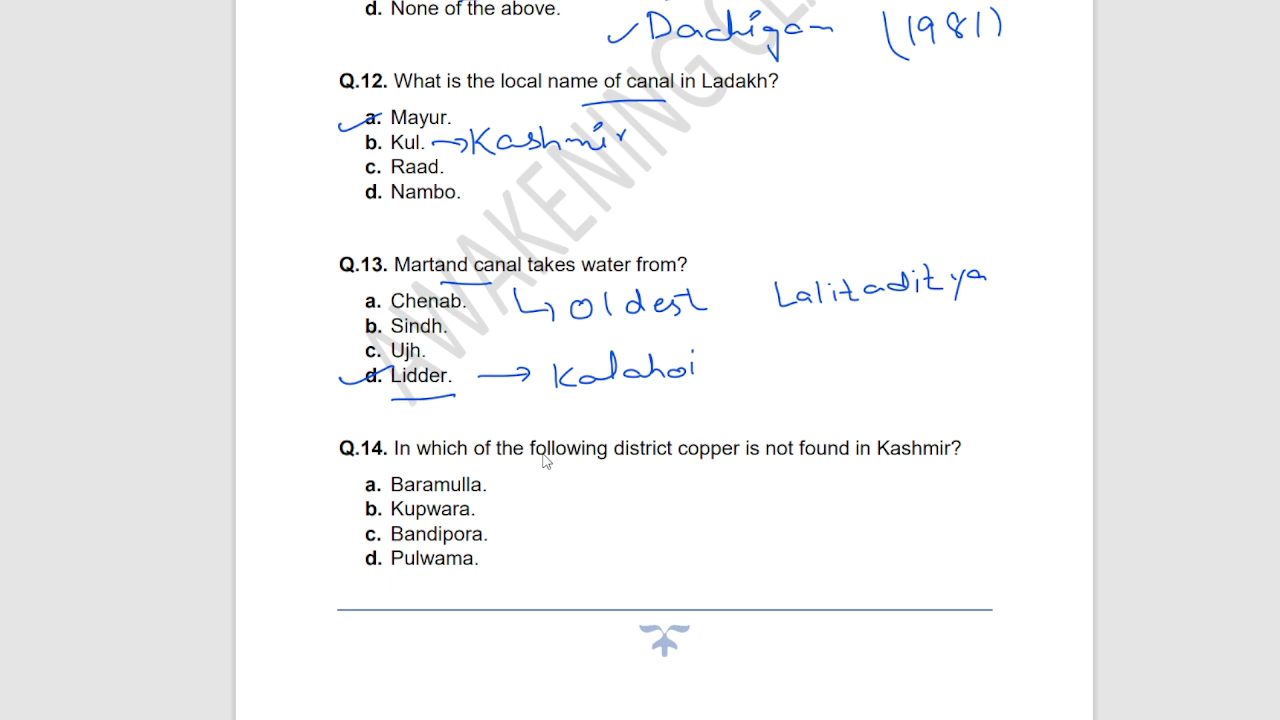 d. None of the above.
✓Dachigam (1981)
Q.12. What is the local name of canal in Ladakh?
a. Mayur.
b. Kul. → Kashmir
c. Raad.
d. Nambo.
Q.13. Martand canal takes water from?
a. Chenab. ↳ oldest Lalitaditya
b. Sindh.
c. Ujh.
d. Lidder. → Kolahoi
Q.14. In which of the following district copper is not found in Kashmir?
a. Baramulla.
b. Kupwara.
c. Bandipora.
d. Pulwama.